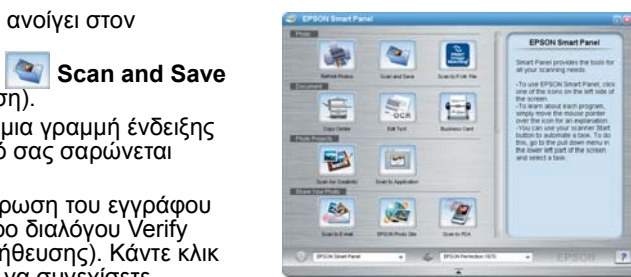 ανοίγει στον
Scan and Save
ση).
μια γραμμή ένδειξης
ό σας σαρώνεται
ρωση του εγγράφου
ρο διαλόγου Verify
ήθευσης). Κάντε κλικ
να συνεχίσετε
EPSON Smart Panel
Photo
Reprint Photos
Scan and Save
Scan to P.I.M. File
Document
Copy Center
Edit Text
Business Card
Photo Projects
Scan for Creativity
Scan to Application
Share Your Photo
Scan to E-mail
EPSON Photo Site
Scan to PDA
EPSON Smart Panel
EPSON Perfection 1670
EPSON
?
EPSON Smart Panel
Smart Panel provides the tools for
all your scanning needs.
-To use EPSON Smart Panel, click
one of the icons on the left side of
the screen.
-To learn about each program,
simply move the mouse pointer
over the icon for an explanation.
-You can use your scanner Start
button to automate a task. To do
this, go to the pull down menu in
the lower left part of the screen
and select a task.